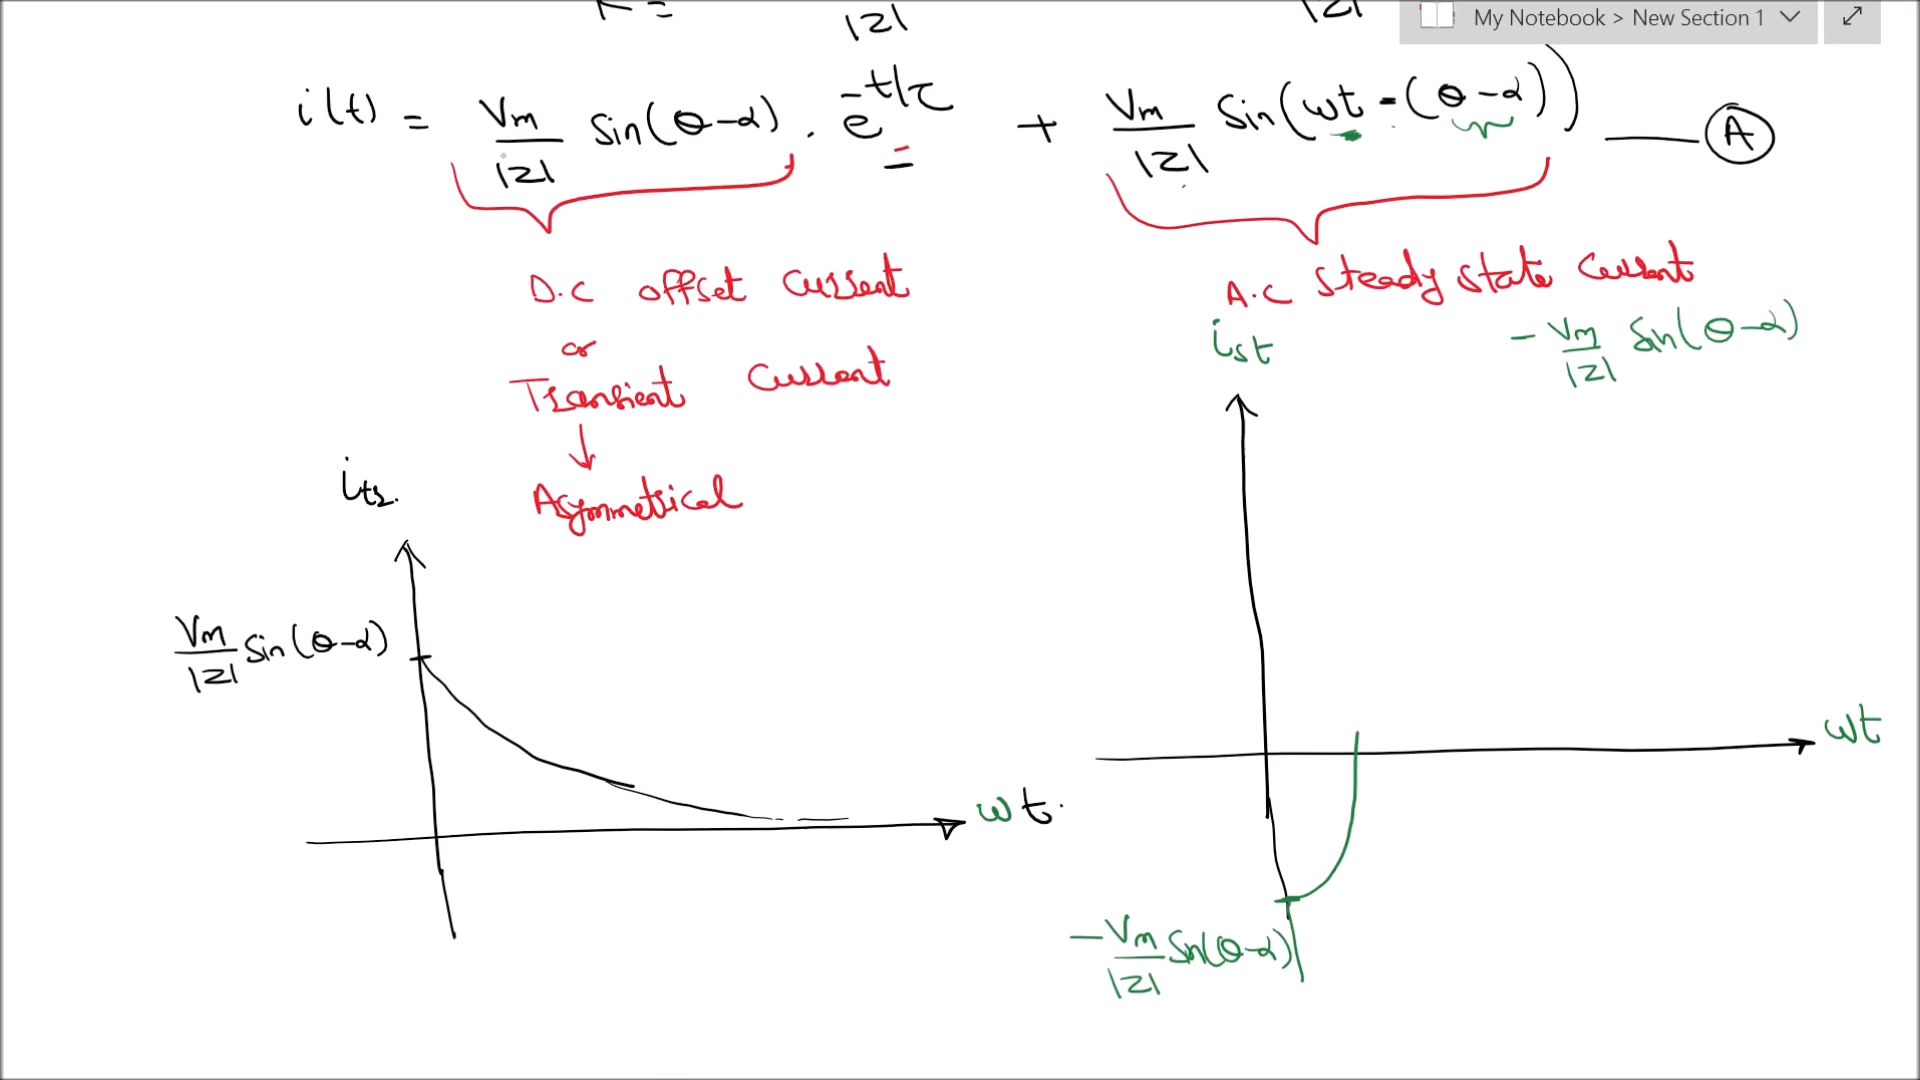 My Notebook > New Section 1
|Z|
i(t) = Vm/|Z| Sin(θ-α) . e^-t/τ + Vm/|Z| Sin(ωt - (θ-α)) — A
D.C offset Current
or
Transient Current
↓
Asymmetrical
A.C Steady state Current
ist
- Vm/|Z| Sin(θ-α)
itr.
Vm/|Z| Sin(θ-α)
ωt.
ωt
-Vm/|Z| Sin(θ-α)